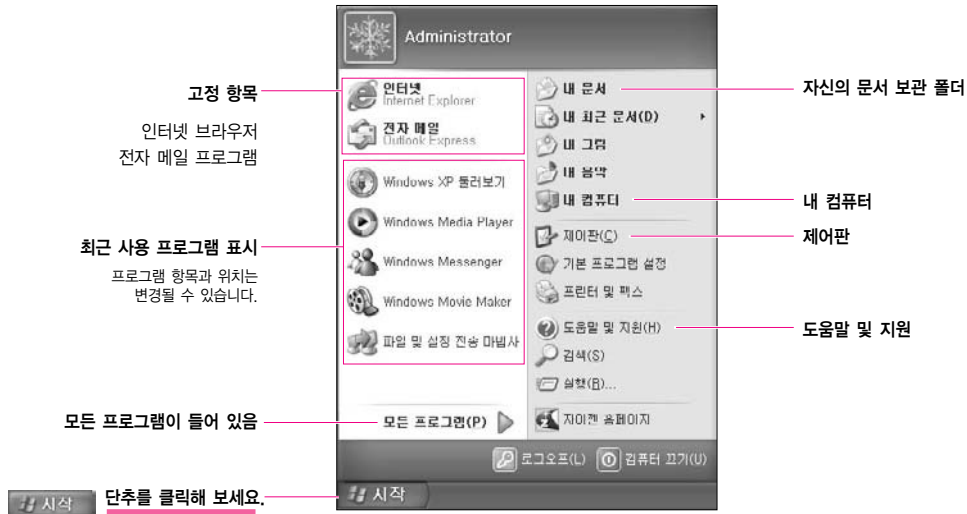 Administrator
고정 항목
인터넷 브라우저
전자 메일 프로그램
최근 사용 프로그램 표시
프로그램 항목과 위치는
변경될 수 있습니다.
모든 프로그램이 들어 있음
시작
단추를 클릭해 보세요.
인터넷
Internet Explorer
전자 메일
Outlook Express
Windows XP 둘러보기
Windows Media Player
Windows Messenger
Windows Movie Maker
파일 및 설정 전송 마법사
모든 프로그램(P)
내 문서
내 최근 문서(D)
내 그림
내 음악
내 컴퓨터
제어판(C)
기본 프로그램 설정
프린터 및 팩스
도움말 및 지원(H)
검색(S)
실행(R)...
지이젠 홈페이지
로그오프(L)
컴퓨터 끄기(U)
시작
자신의 문서 보관 폴더
내 컴퓨터
제어판
도움말 및 지원